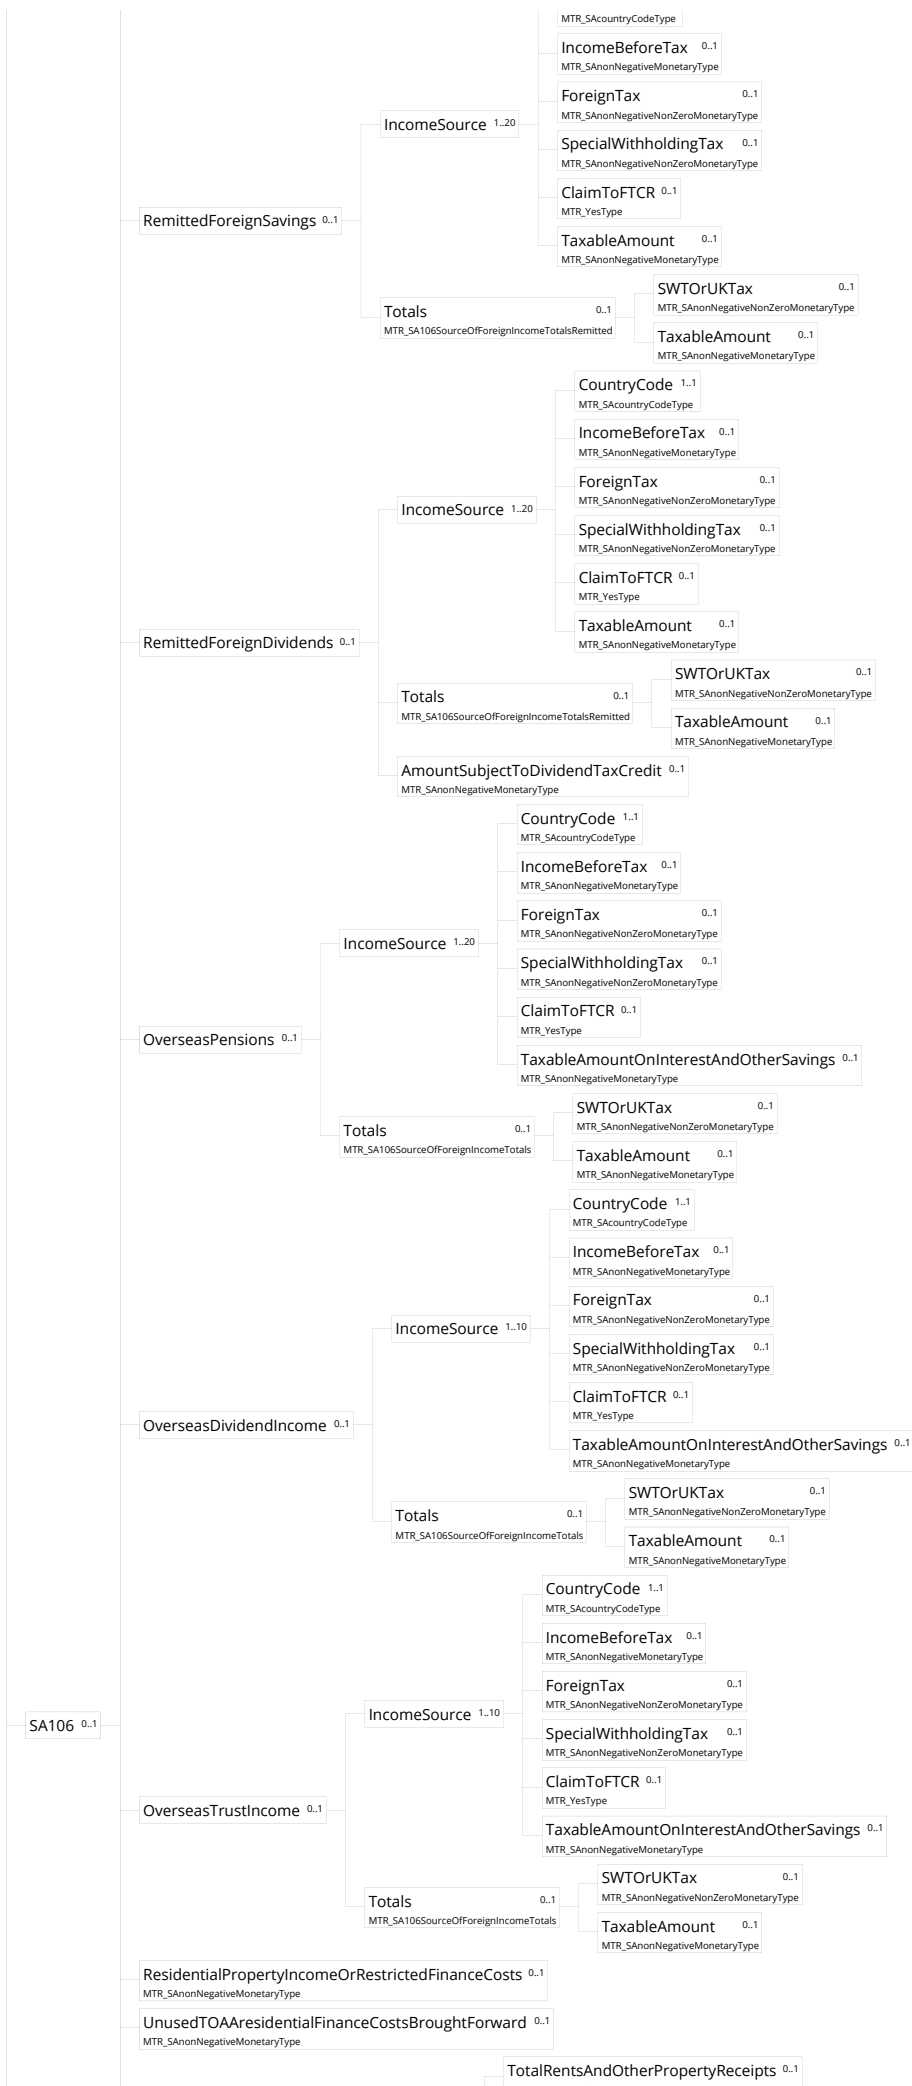 MTR_SAcountryCodeType
IncomeBeforeTax 0..1
MTR_SAnonNegativeMonetaryType
ForeignTax 0..1
MTR_SAnonNegativeNonZeroMonetaryType
IncomeSource 1..20
SpecialWithholdingTax 0..1
MTR_SAnonNegativeNonZeroMonetaryType
ClaimToFTCR 0..1
MTR_YesType
RemittedForeignSavings 0..1
TaxableAmount 0..1
MTR_SAnonNegativeMonetaryType
SWTOrUKTax 0..1
MTR_SAnonNegativeNonZeroMonetaryType
Totals 0..1
MTR_SA106SourceOfForeignIncomeTotalsRemitted
TaxableAmount 0..1
MTR_SAnonNegativeMonetaryType
CountryCode 1..1
MTR_SAcountryCodeType
IncomeBeforeTax 0..1
MTR_SAnonNegativeMonetaryType
ForeignTax 0..1
MTR_SAnonNegativeNonZeroMonetaryType
IncomeSource 1..20
SpecialWithholdingTax 0..1
MTR_SAnonNegativeNonZeroMonetaryType
ClaimToFTCR 0..1
MTR_YesType
TaxableAmount 0..1
MTR_SAnonNegativeMonetaryType
RemittedForeignDividends 0..1
SWTOrUKTax 0..1
MTR_SAnonNegativeNonZeroMonetaryType
Totals 0..1
MTR_SA106SourceOfForeignIncomeTotalsRemitted
TaxableAmount 0..1
MTR_SAnonNegativeMonetaryType
AmountSubjectToDividendTaxCredit 0..1
MTR_SAnonNegativeMonetaryType
CountryCode 1..1
MTR_SAcountryCodeType
IncomeBeforeTax 0..1
MTR_SAnonNegativeMonetaryType
ForeignTax 0..1
MTR_SAnonNegativeNonZeroMonetaryType
IncomeSource 1..20
SpecialWithholdingTax 0..1
MTR_SAnonNegativeNonZeroMonetaryType
ClaimToFTCR 0..1
MTR_YesType
OverseasPensions 0..1
TaxableAmountOnInterestAndOtherSavings 0..1
MTR_SAnonNegativeMonetaryType
SWTOrUKTax 0..1
MTR_SAnonNegativeNonZeroMonetaryType
Totals 0..1
MTR_SA106SourceOfForeignIncomeTotals
TaxableAmount 0..1
MTR_SAnonNegativeMonetaryType
CountryCode 1..1
MTR_SAcountryCodeType
IncomeBeforeTax 0..1
MTR_SAnonNegativeMonetaryType
ForeignTax 0..1
MTR_SAnonNegativeNonZeroMonetaryType
IncomeSource 1..10
SpecialWithholdingTax 0..1
MTR_SAnonNegativeNonZeroMonetaryType
ClaimToFTCR 0..1
MTR_YesType
OverseasDividendIncome 0..1
TaxableAmountOnInterestAndOtherSavings 0..1
MTR_SAnonNegativeMonetaryType
SWTOrUKTax 0..1
MTR_SAnonNegativeNonZeroMonetaryType
Totals 0..1
MTR_SA106SourceOfForeignIncomeTotals
TaxableAmount 0..1
MTR_SAnonNegativeMonetaryType
CountryCode 1..1
MTR_SAcountryCodeType
IncomeBeforeTax 0..1
MTR_SAnonNegativeMonetaryType
ForeignTax 0..1
MTR_SAnonNegativeNonZeroMonetaryType
IncomeSource 1..10
SA106 0..1
SpecialWithholdingTax 0..1
MTR_SAnonNegativeNonZeroMonetaryType
ClaimToFTCR 0..1
MTR_YesType
OverseasTrustIncome 0..1
TaxableAmountOnInterestAndOtherSavings 0..1
MTR_SAnonNegativeMonetaryType
SWTOrUKTax 0..1
MTR_SAnonNegativeNonZeroMonetaryType
Totals 0..1
MTR_SA106SourceOfForeignIncomeTotals
TaxableAmount 0..1
MTR_SAnonNegativeMonetaryType
ResidentialPropertyIncomeOrRestrictedFinanceCosts 0..1
MTR_SAnonNegativeMonetaryType
UnusedTOAAresidentialFinanceCostsBroughtForward 0..1
MTR_SAnonNegativeMonetaryType
TotalRentsAndOtherPropertyReceipts 0..1